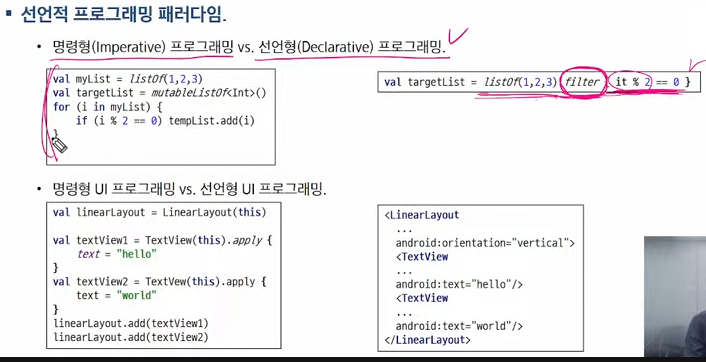 선언적 프로그래밍 패러다임.
명령형(Imperative) 프로그래밍 vs. 선언형(Declarative) 프로그래밍.
val myList = listOf(1,2,3)
val targetList = mutableListOf<Int>()
for (i in myList) {
if (i % 2 == 0) tempList.add(i)
}
val targetList = listOf(1,2,3) filter it % 2 == 0 }
명령형 UI 프로그래밍 vs. 선언형 UI 프로그래밍.
val linearLayout = LinearLayout(this)
val textView1 = TextView(this).apply {
text = "hello"
}
val textView2 = TextVew(this).apply {
text = "world"
}
linearLayout.add(textView1)
linearLayout.add(textView2)
<LinearLayout
...
android:orientation="vertical">
<TextView
...
android:text="hello"/>
<TextView
...
android:text="world"/>
</LinearLayout>